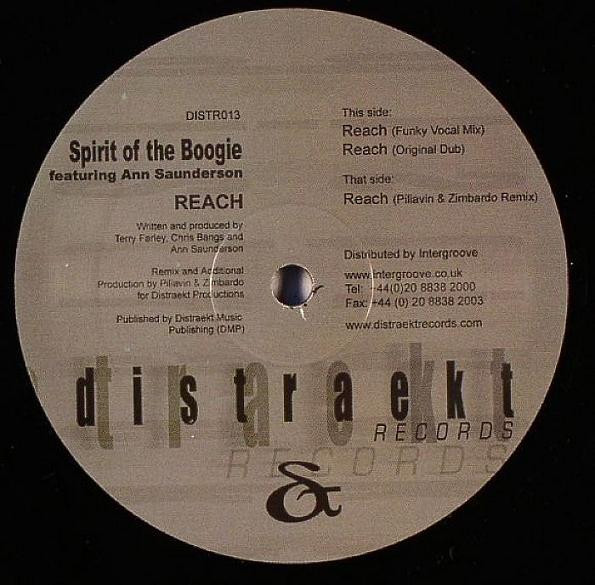 DISTR013
Spirit of the Boogie
featuring Ann Saunderson
REACH
Written and produced by
Terry Farley, Chris Bangs and
Ann Saunderson
Remix and Additional
Production by Piliavin & Zimbardo
for Distraekt Productions
Published by Distraekt Music
Publishing (DMP)
This side:
Reach (Funky Vocal Mix)
Reach (Original Dub)
That side:
Reach (Piliavin & Zimbardo Remix)
Distributed by Intergroove
www.intergroove.co.uk
Tel: +44(0)20 8838 2000
Fax: +44 (0) 20 8838 2003
www.distraektrecords.com
distraekt
RECORDS
RECORDS